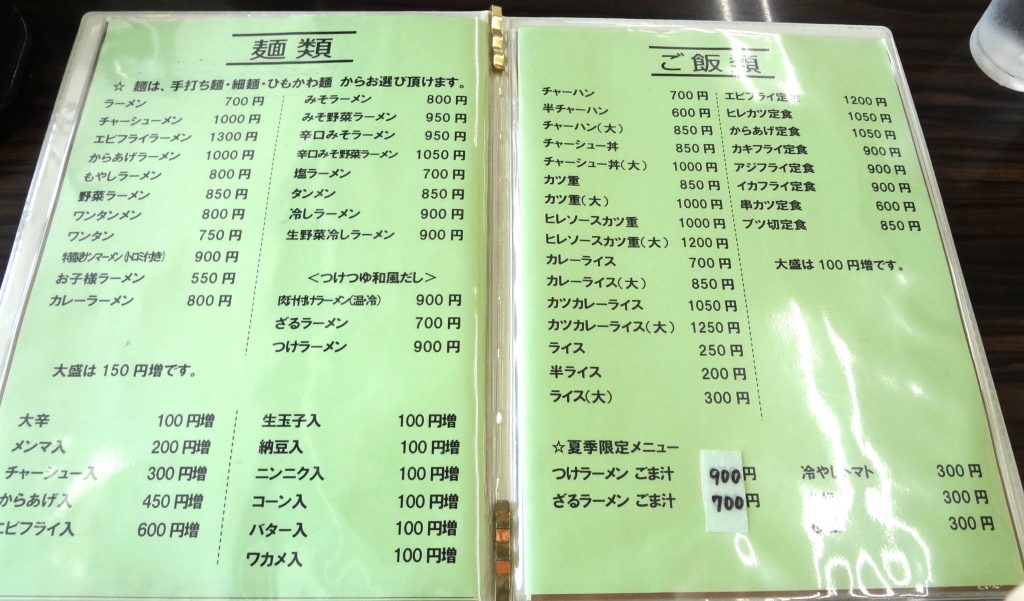 麺類
☆ 麺は、手打ち麺・細麺・ひもかわ麺 からお選び頂けます。
ラーメン 700円
チャーシューメン 1000円
エビフライラーメン 1300円
からあげラーメン 1000円
もやしラーメン 800円
野菜ラーメン 850円
ワンタンメン 800円
ワンタン 750円
特製サンマーメン(トロミ付き) 900円
お子様ラーメン 550円
カレーラーメン 800円
みそラーメン 800円
みそ野菜ラーメン 950円
辛口みそラーメン 950円
辛口みそ野菜ラーメン 1050円
塩ラーメン 700円
タンメン 850円
冷しラーメン 900円
生野菜冷しラーメン 900円
<つけつゆ和風だし>
肉汁付けラーメン(温・冷) 900円
ざるラーメン 700円
つけラーメン 900円
大盛は150円増です。
大辛 100円増
メンマ入 200円増
チャーシュー入 300円増
からあげ入 450円増
エビフライ入 600円増
生玉子入 100円増
納豆入 100円増
ニンニク入 100円増
コーン入 100円増
バター入 100円増
ワカメ入 100円増
ご飯類
チャーハン 700円
半チャーハン 600円
チャーハン(大) 850円
チャーシュー丼 850円
チャーシュー丼(大) 1000円
カツ重 850円
カツ重(大) 1000円
ヒレソースカツ重 1000円
ヒレソースカツ重(大) 1200円
カレーライス 700円
カレーライス(大) 850円
カツカレーライス 1050円
カツカレーライス(大) 1250円
ライス 250円
半ライス 200円
ライス(大) 300円
エビフライ定食 1200円
ヒレカツ定食 1050円
からあげ定食 1050円
カキフライ定食 900円
アジフライ定食 900円
イカフライ定食 900円
串カツ定食 600円
ブツ切定食 850円
大盛は100円増です。
☆夏季限定メニュー
つけラーメン ごま汁 900円
ざるラーメン ごま汁 700円
冷やしトマト 300円
300円
300円